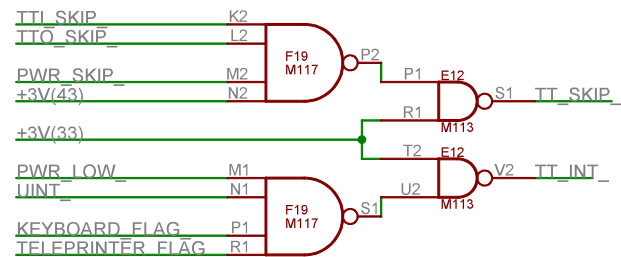 TTI_SKIP_ K2
TTO_SKIP_ L2
F19
M117
P2
PWR_SKIP_ M2
+3V(43) N2
P1 E12
S1 TT_SKIP_
R1 M113
+3V(33)
T2 E12
V2 TT_INT_
U2 M113
PWR_LOW_ M1
UINT_ N1
F19
M117
S1
KEYBOARD_FLAG_ P1
TELEPRINTER_FLAG R1